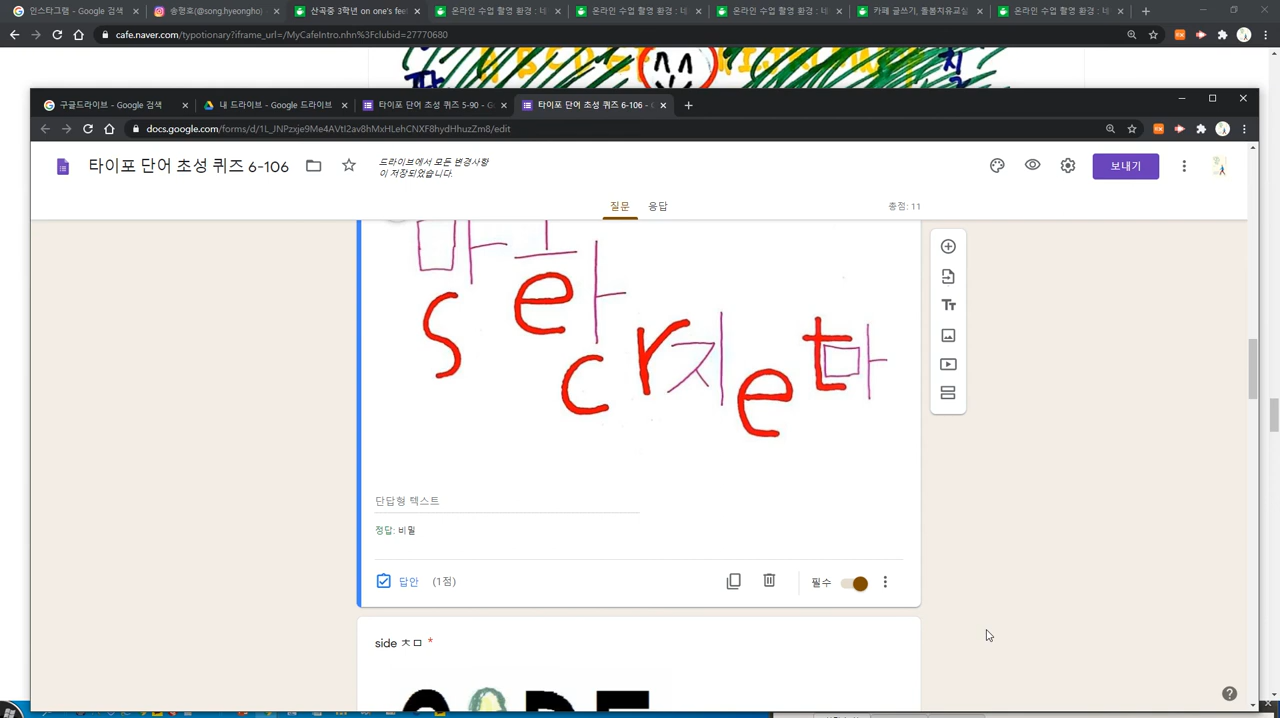 인스타그램 - Google 검색
송형호(@song.hyeongho)
산곡중 3학년 on one's fee
온라인 수업 촬영 환경 : 네
온라인 수업 촬영 환경 : 네
온라인 수업 촬영 환경 : 네
카페 글쓰기, 돌봄치유교실
온라인 수업 촬영 환경 : 네
cafe.naver.com/typotionary?iframe_url=/MyCafeIntro.nhn%3Fclubid=27770680
구글드라이브 - Google 검색
내 드라이브 - Google 드라이브
타이포 단어 초성 퀴즈 5-90 - G
타이포 단어 초성 퀴즈 6-106 - G
docs.google.com/forms/d/1L_JNPzxje9Me4AVtI2av8hMxHLehCNXF8hydHhuzZm8/edit
타이포 단어 초성 퀴즈 6-106
드라이브에서 모든 변경사항
이 저장되었습니다.
보내기
질문
응답
총점: 11
secret
지
마
단답형 텍스트
정답: 비밀
답안
(1점)
필수
side ㅊㅁ *